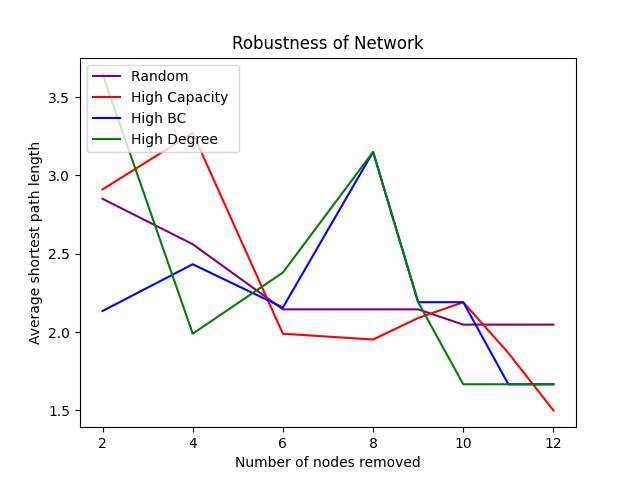 Robustness of Network
Random
High Capacity
High BC
High Degree
Average shortest path length
3.5
3.0
2.5
2.0
1.5
2 4 6 8 10 12
Number of nodes removed